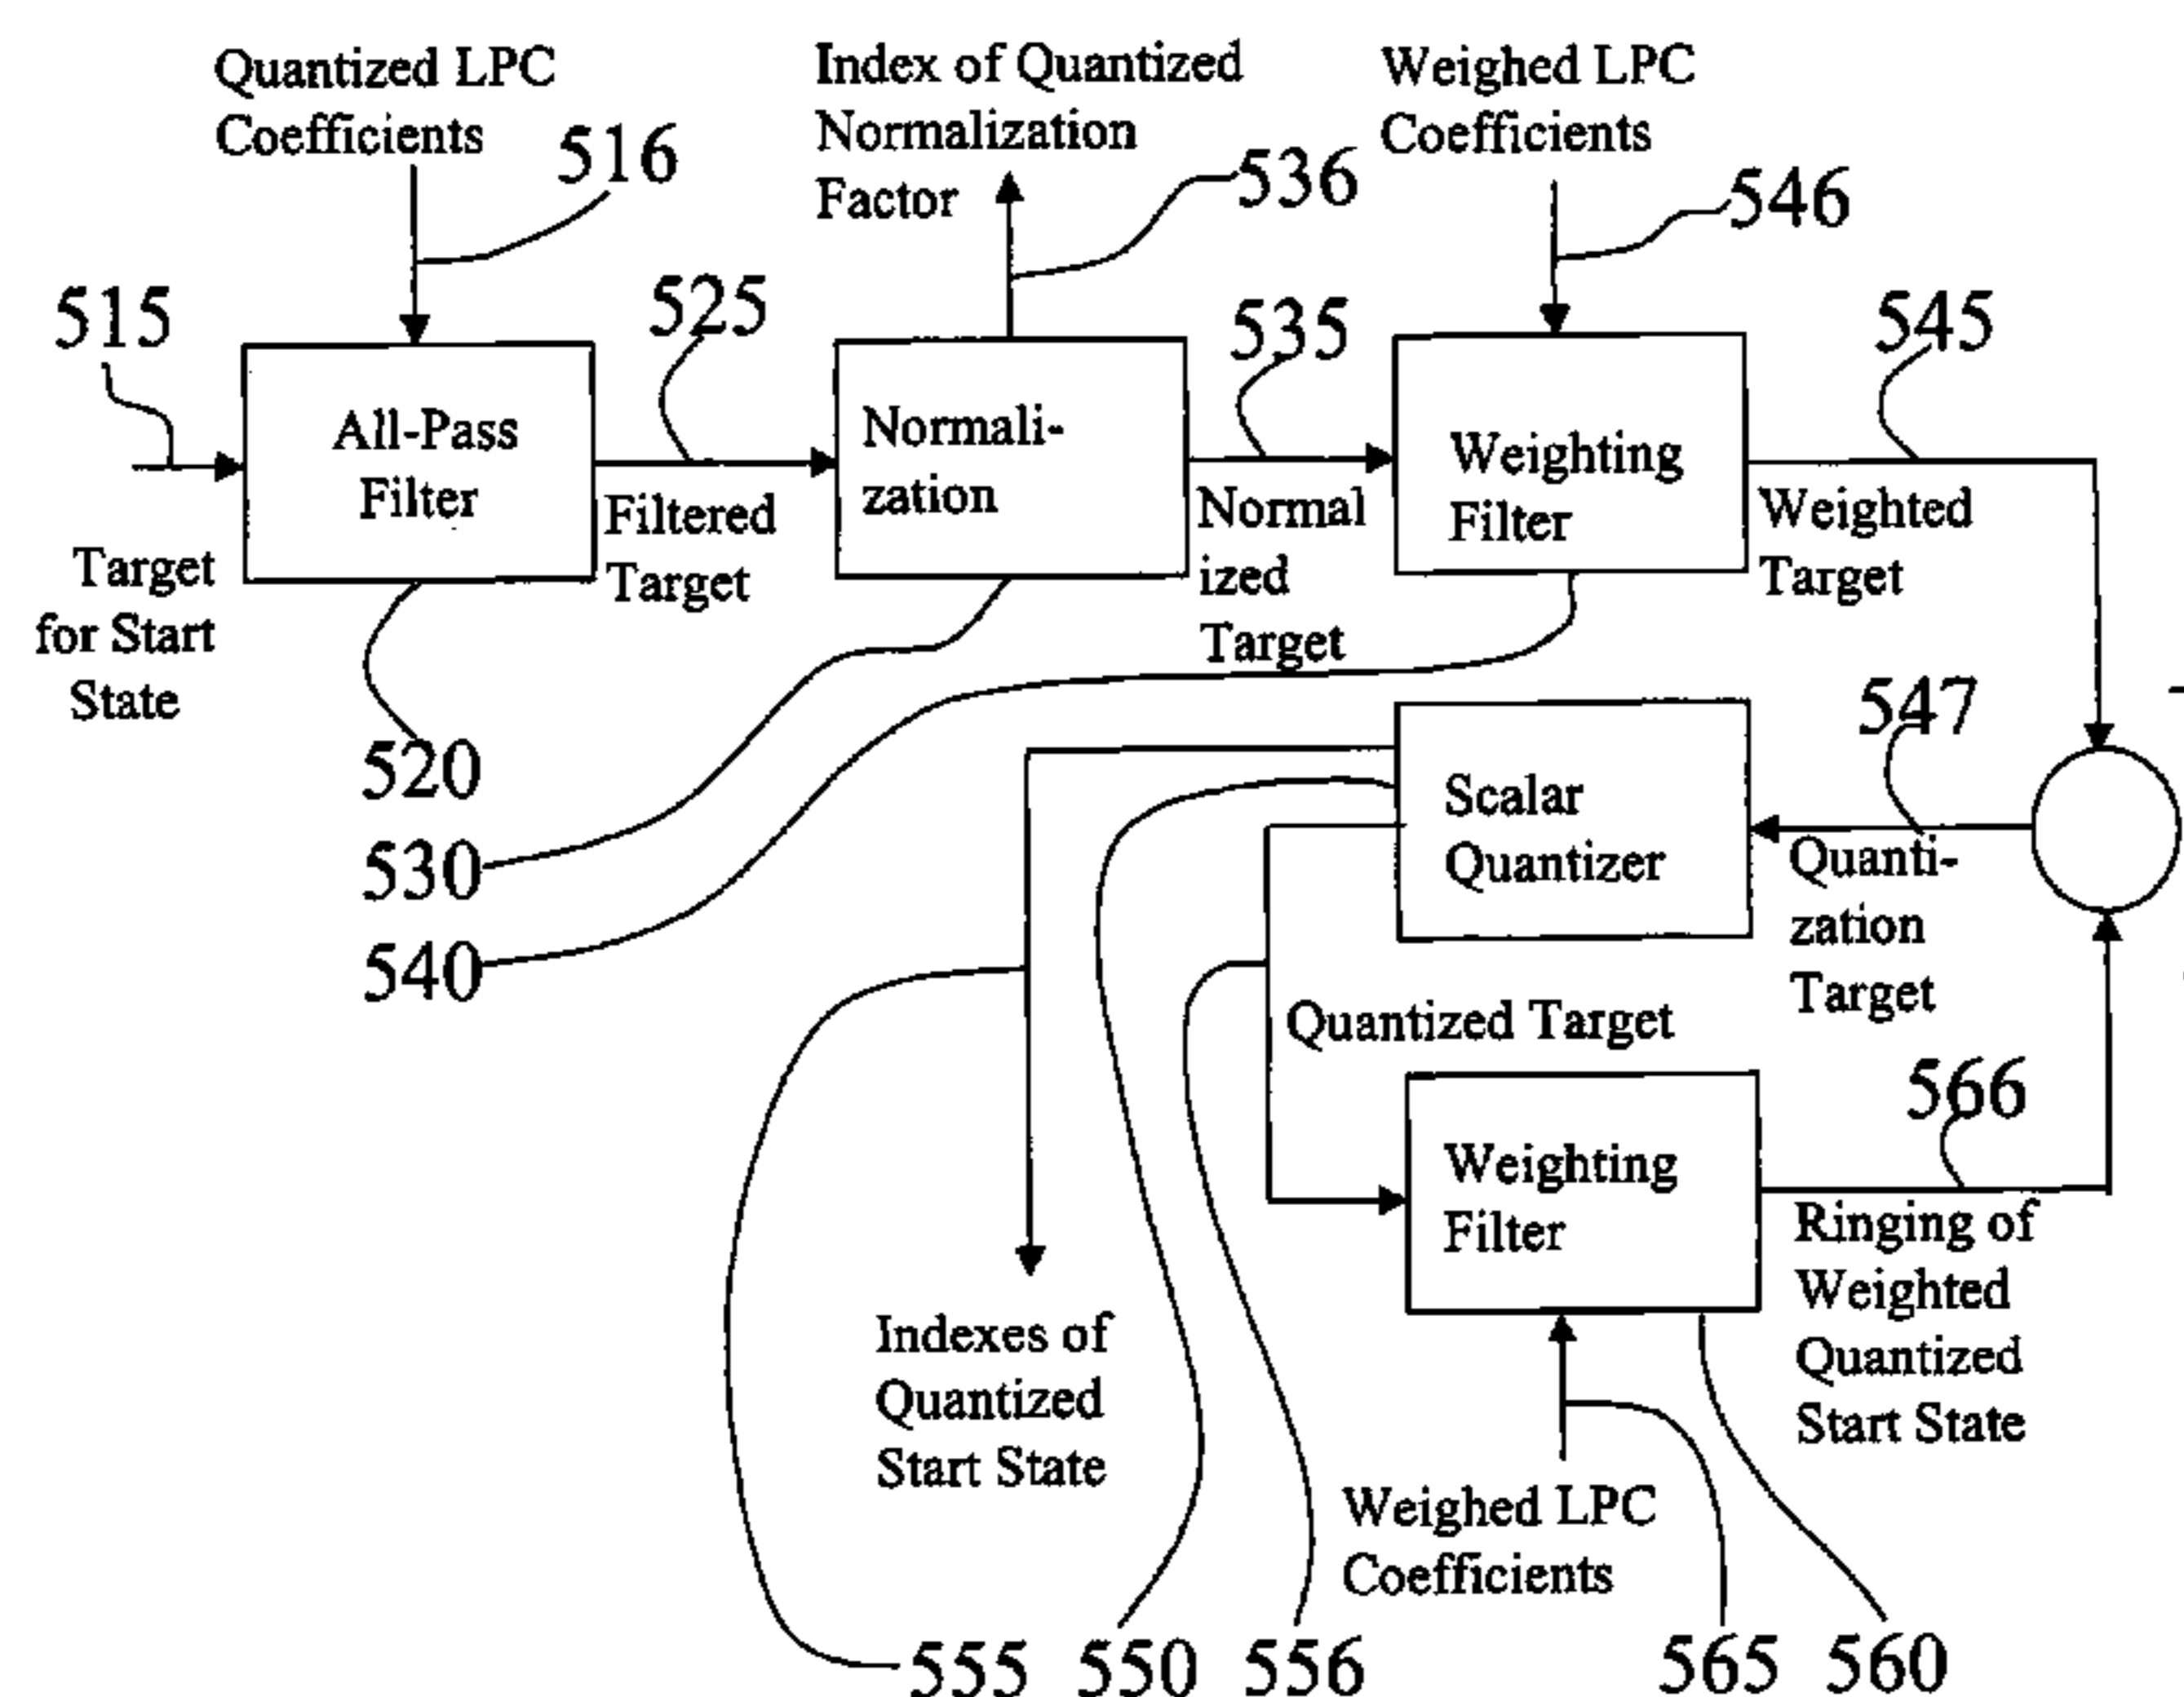 Quantized LPC
Coefficients
516
Index of Quantized
Normalization
Factor
536
Weighed LPC
Coefficients
546
515
525
535
545
All-Pass
Filter
Normali-
zation
Weighting
Filter
Target
for Start
State
Filtered
Target
Normal
ized
Target
Weighted
Target
520
530
540
547
Scalar
Quantizer
Quanti-
zation
Target
Quantized Target
566
Weighting
Filter
Ringing of
Weighted
Quantized
Start State
Indexes of
Quantized
Start State
Weighed LPC
Coefficients
555
550
556
565
560